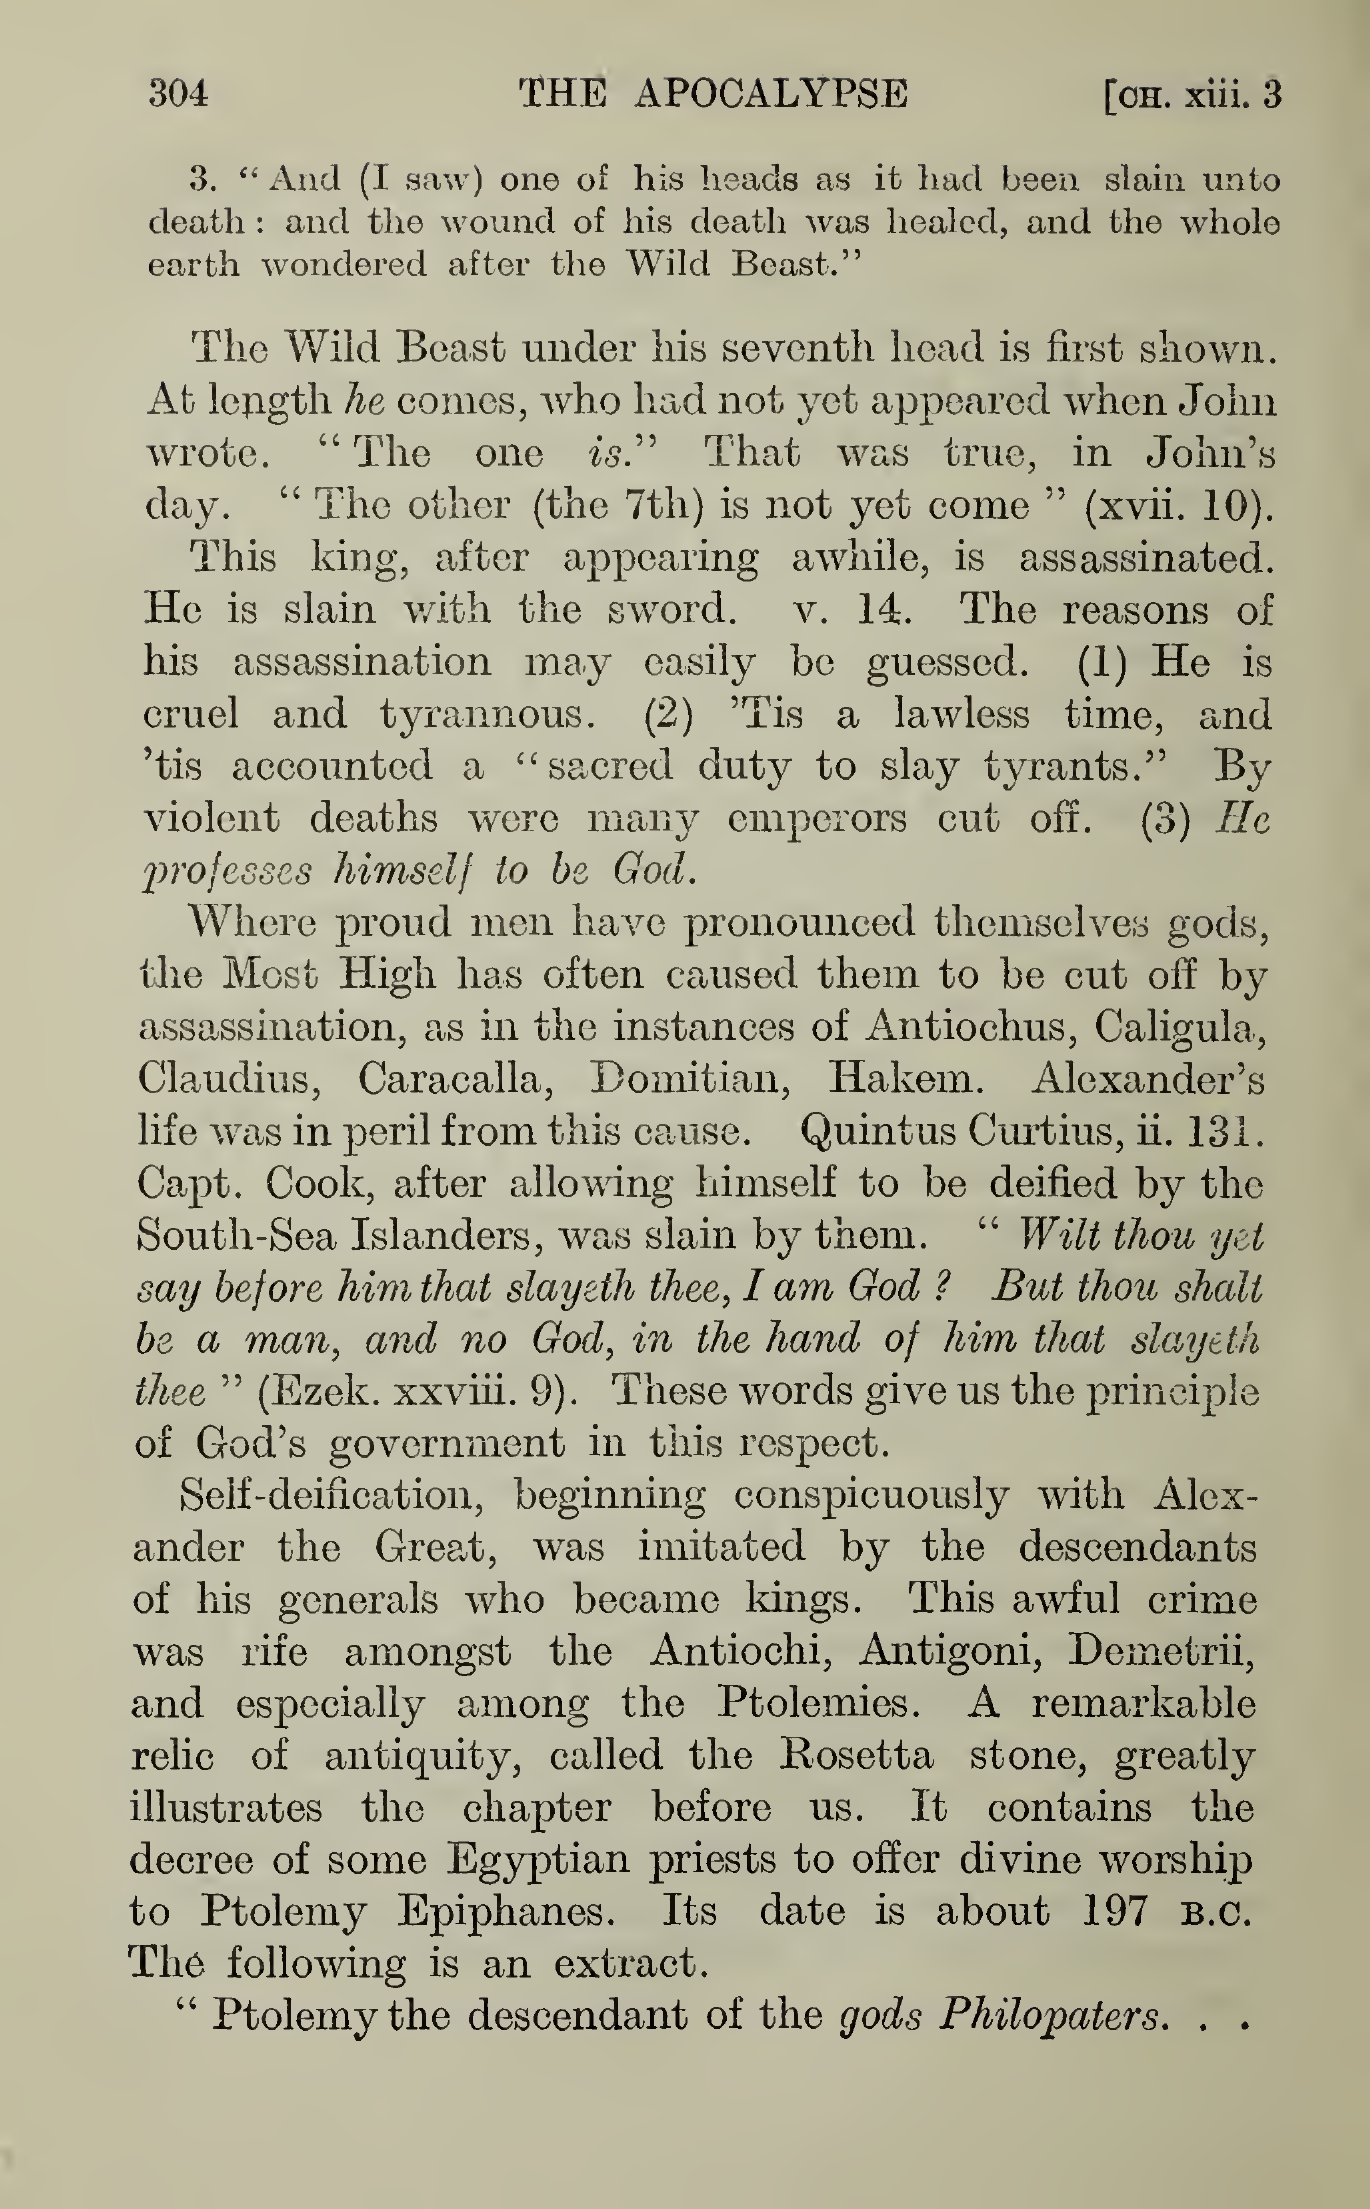 304 THE APOCALYPSE [CH. xiii. 3
3. “And (I saw) one of his heads as it had been slain unto
death: and the wound of his death was healed, and the whole
earth wondered after the Wild Beast.”
The Wild Beast under his seventh head is first shown.
At length he comes, who had not yet appeared when John
wrote. “The one is.” That was true, in John’s
day. “The other (the 7th) is not yet come” (xvii. 10).
This king, after appearing awhile, is assassinated.
He is slain with the sword. v. 14. The reasons of
his assassination may easily be guessed. (1) He is
cruel and tyrannous. (2) ’Tis a lawless time, and
’tis accounted a “sacred duty to slay tyrants.” By
violent deaths were many emperors cut off. (3) He
professes himself to be God.
Where proud men have pronounced themselves gods,
the Most High has often caused them to be cut off by
assassination, as in the instances of Antiochus, Caligula,
Claudius, Caracalla, Domitian, Hakem. Alexander’s
life was in peril from this cause. Quintus Curtius, ii. 131.
Capt. Cook, after allowing himself to be deified by the
South-Sea Islanders, was slain by them. “Wilt thou yet
say before him that slayeth thee, I am God? But thou shalt
be a man, and no God, in the hand of him that slayeth
thee” (Ezek. xxviii. 9). These words give us the principle
of God’s government in this respect.
Self-deification, beginning conspicuously with Alex-
ander the Great, was imitated by the descendants
of his generals who became kings. This awful crime
was rife amongst the Antiochi, Antigoni, Demetrii,
and especially among the Ptolemies. A remarkable
relic of antiquity, called the Rosetta stone, greatly
illustrates the chapter before us. It contains the
decree of some Egyptian priests to offer divine worship
to Ptolemy Epiphanes. Its date is about 197 B.C.
The following is an extract.
“Ptolemy the descendant of the gods Philopaters. . .